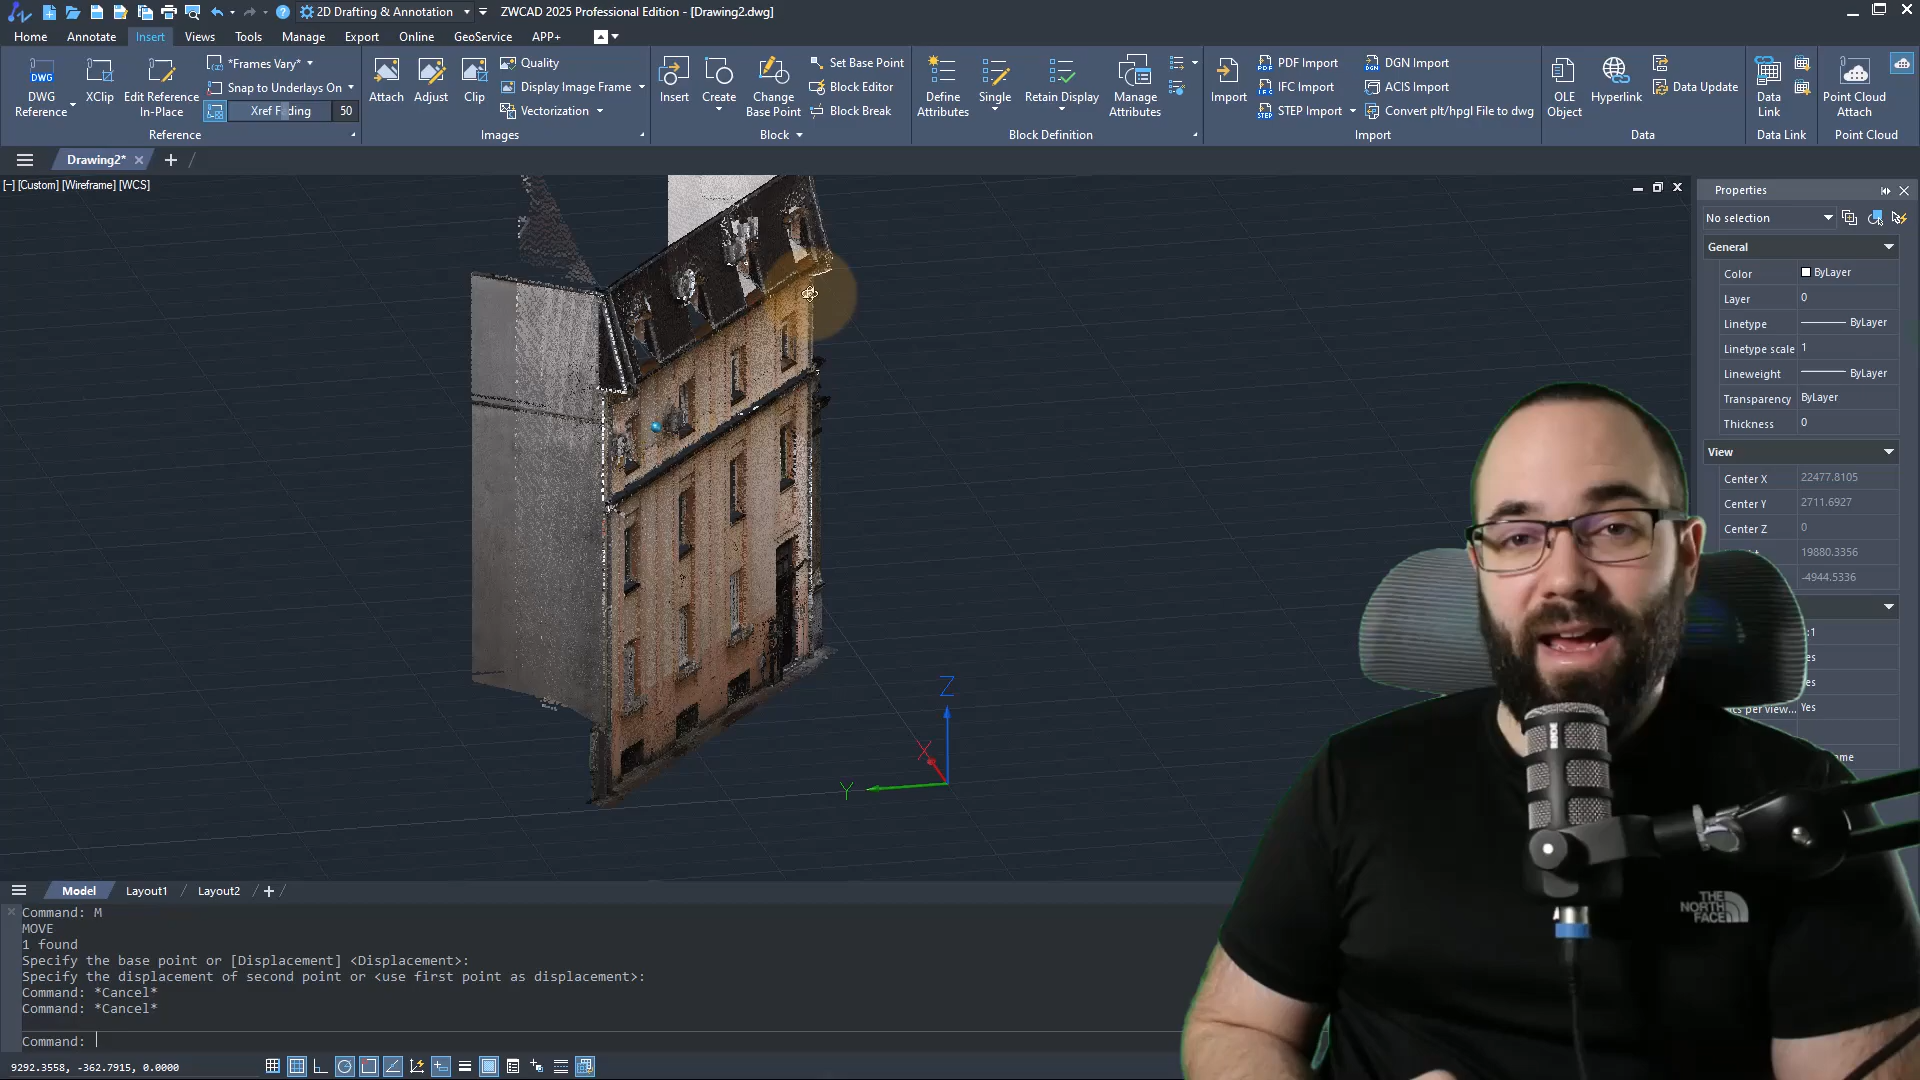 2D Drafting & Annotation
ZWCAD 2025 Professional Edition - [Drawing2.dwg]
Home Annotate Insert Views Tools Manage Export Online GeoService APP+
DWG Reference
XClip
Edit Reference In-Place
*Frames Vary*
Snap to Underlays On
Xref Fading 50
Reference
Attach
Adjust
Clip
Quality
Display Image Frame
Vectorization
Images
Insert
Create
Change Base Point
Set Base Point
Block Editor
Block Break
Block
Define Attributes
Single
Retain Display
Manage Attributes
Block Definition
Import
PDF Import
IFC Import
STEP Import
DGN Import
ACIS Import
Convert plt/hpgl File to dwg
Import
OLE Object
Hyperlink
Data Update
Data
Data Link
Data Link
Point Cloud Attach
Point Cloud
Drawing2*
[-] [Custom] [Wireframe] [WCS]
Properties
No selection
General
Color ByLayer
Layer 0
Linetype ByLayer
Linetype scale 1
Lineweight ByLayer
Transparency ByLayer
Thickness 0
View
Center X 22477.8105
Center Y 2711.6927
Center Z 0
19880.3356
-4944.5336
:1
Yes
Z
X
Y
THE NORTH FACE
Model Layout1 Layout2
Command: M
MOVE
1 found
Specify the base point or [Displacement] <Displacement>:
Specify the displacement of second point or <use first point as displacement>:
Command: *Cancel*
Command: *Cancel*
Command:
9292.3558, -362.7915, 0.0000